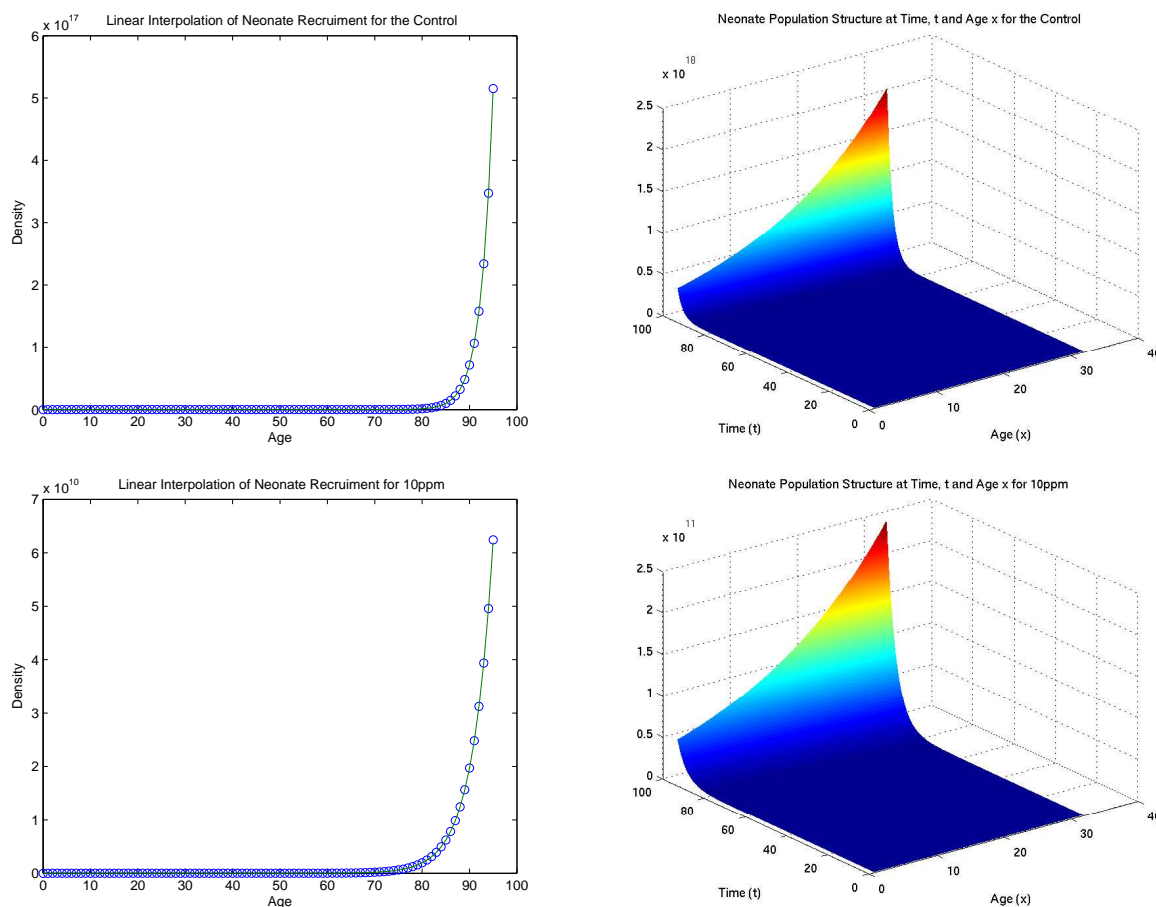 Linear Interpolation of Neonate Recruiment for the Control
x 10^17
6
5
4
3
2
1
0
Density
0 10 20 30 40 50 60 70 80 90 100
Age
Neonate Population Structure at Time, t and Age x for the Control
x 10^18
2.5
2
1.5
1
0.5
0
100
80
60
40
20
0
Time (t)
0
10
20
30
40
Age (x)
Linear Interpolation of Neonate Recruiment for 10ppm
x 10^10
7
6
5
4
3
2
1
0
Density
0 10 20 30 40 50 60 70 80 90 100
Age
Neonate Population Structure at Time, t and Age x for 10ppm
x 10^11
2.5
2
1.5
1
0.5
0
100
80
60
40
20
0
Time (t)
0
10
20
30
40
Age (x)